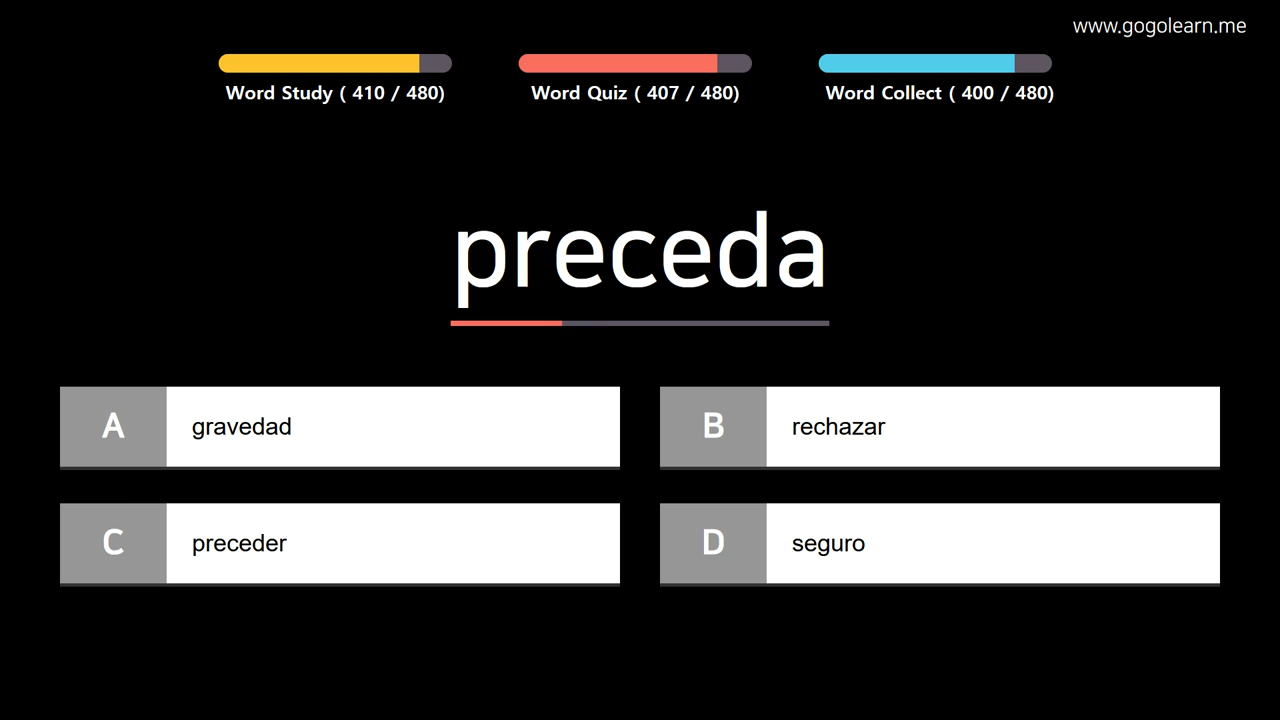 www.gogolearn.me
Word Study ( 410 / 480)
Word Quiz ( 407 / 480)
Word Collect ( 400 / 480)
preceda
A
gravedad
B
rechazar
C
preceder
D
seguro